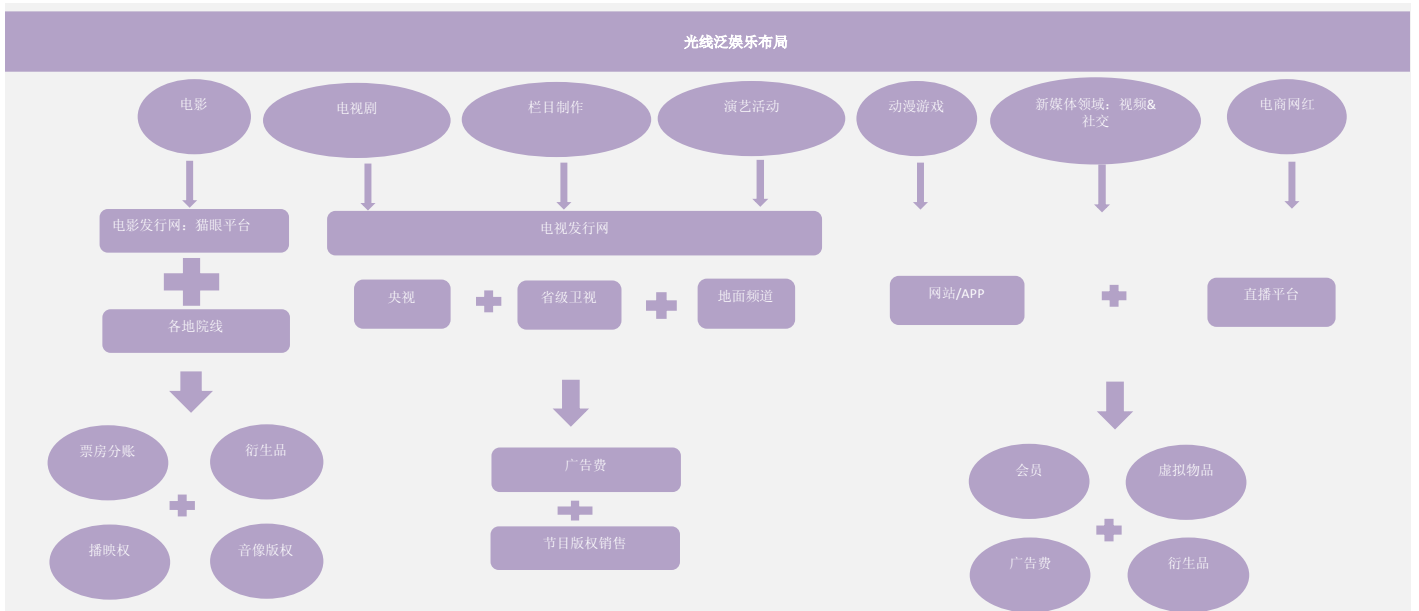 光线泛娱乐布局
电影
电视剧
栏目制作
演艺活动
动漫游戏
新媒体领域：视频&
社交
电商网红
电影发行网：猫眼平台
电视发行网
各地院线
央视
省级卫视
地面频道
网站/APP
直播平台
票房分账
衍生品
播映权
音像版权
广告费
节目版权销售
会员
虚拟物品
广告费
衍生品